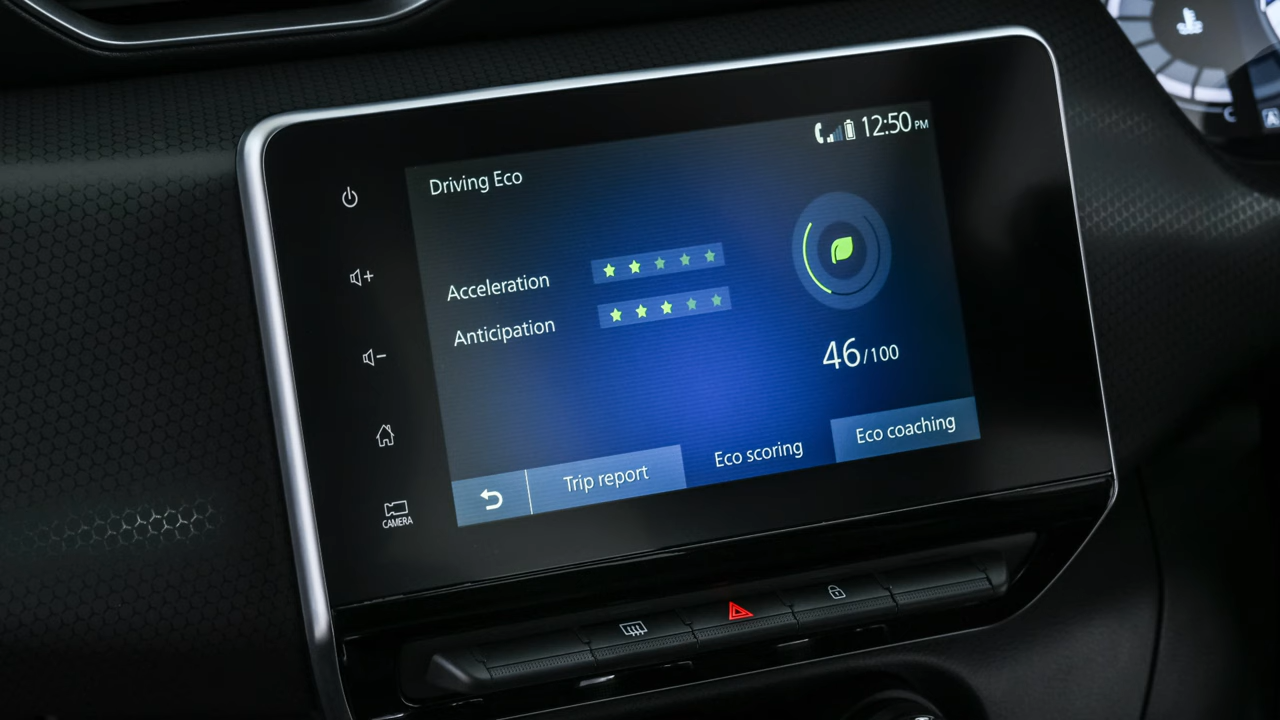 12:50 PM
Driving Eco
Acceleration
Anticipation
46/100
Trip report
Eco scoring
Eco coaching
CAMERA